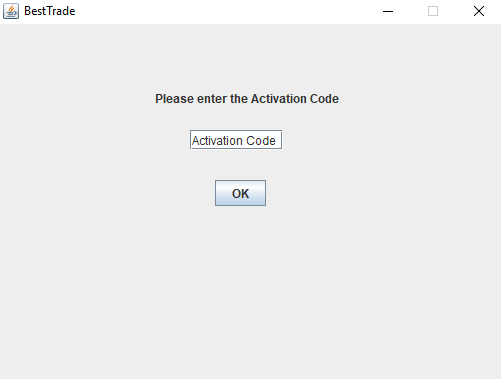 BestTrade
Please enter the Activation Code
Activation Code
OK